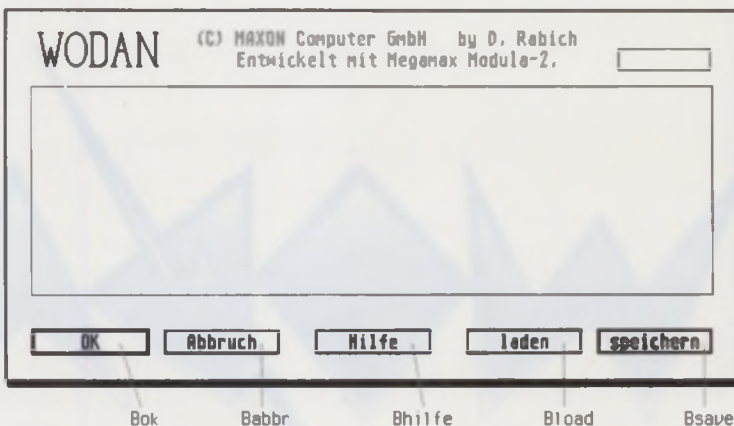 WODAN
(C) MAXON Computer GmbH by D. Rabich
Entwickelt mit Megamax Modula-2.
OK Abbruch Hilfe laden speichern
Bok Babbr Bhilfe Bload Bsave